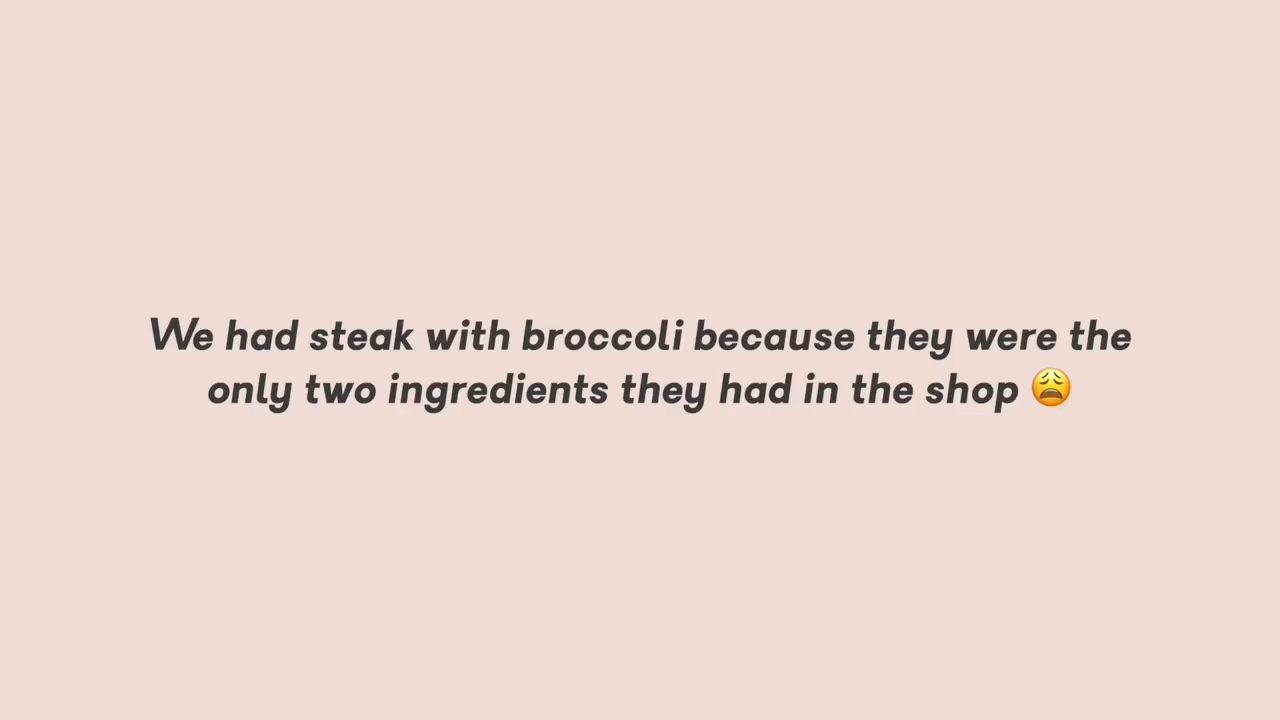 We had steak with broccoli because they were the
only two ingredients they had in the shop 😩